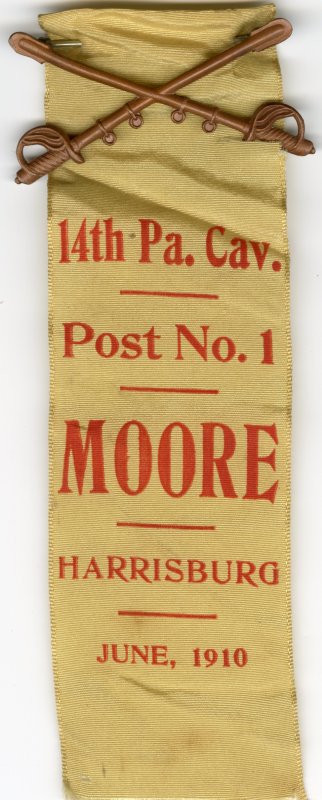 14th Pa. Cav.
Post No. 1
MOORE
HARRISBURG
JUNE, 1910